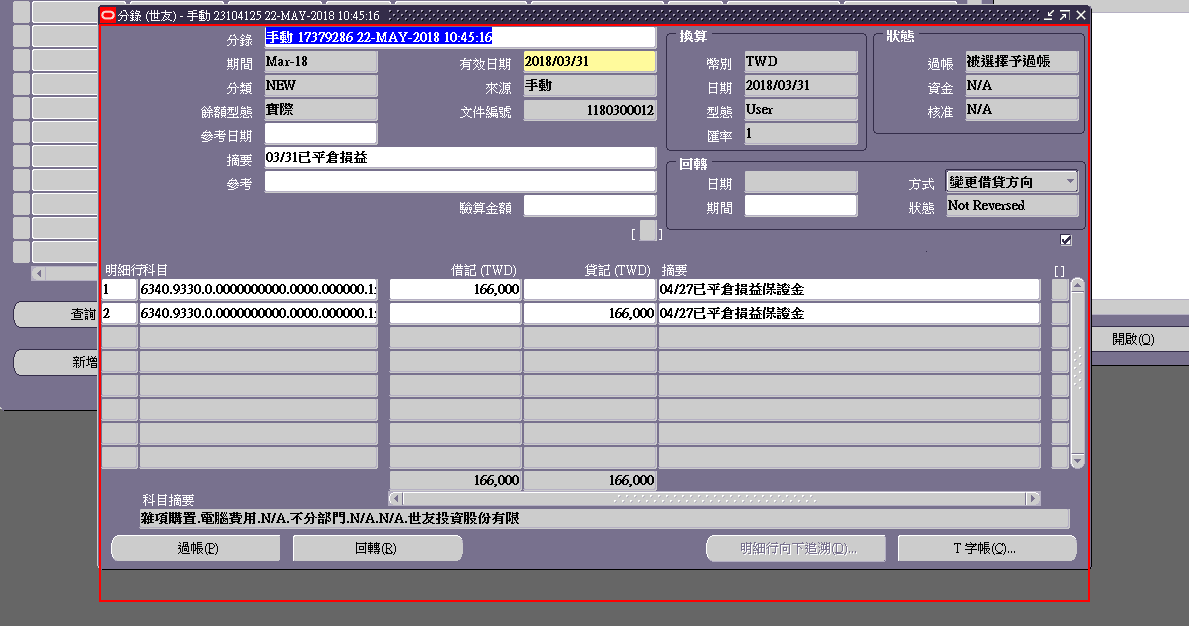 分錄 (世友) - 手動 23104125 22-MAY-2018 10:45:16
分錄 手動 17379286 22-MAY-2018 10:45:16
期間 Mar-18 有效日期 2018/03/31
分類 NEW 來源 手動
餘額型態 實際 文件編號 1180300012
參考日期
摘要 03/31已平倉損益
參考
驗算金額
[ ]
換算
幣別 TWD
日期 2018/03/31
型態 User
匯率 1
狀態
過帳 被選擇予過帳
資金 N/A
核准 N/A
回轉
日期 方式 變更借貸方向
期間 狀態 Not Reversed
明細行 科目 借記 (TWD) 貸記 (TWD) 摘要 [ ]
1 6340.9330.0.0000000000.0000.000000.1: 166,000 04/27已平倉損益保證金
2 6340.9330.0.0000000000.0000.000000.1: 166,000 04/27已平倉損益保證金
166,000 166,000
科目摘要
雜項購置.電腦費用.N/A.不分部門.N/A.N/A.世友投資股份有限
過帳(P) 回轉(R) 明細行向下追溯(D)... T 字帳(C)...
查詢
新增
開啟(O)